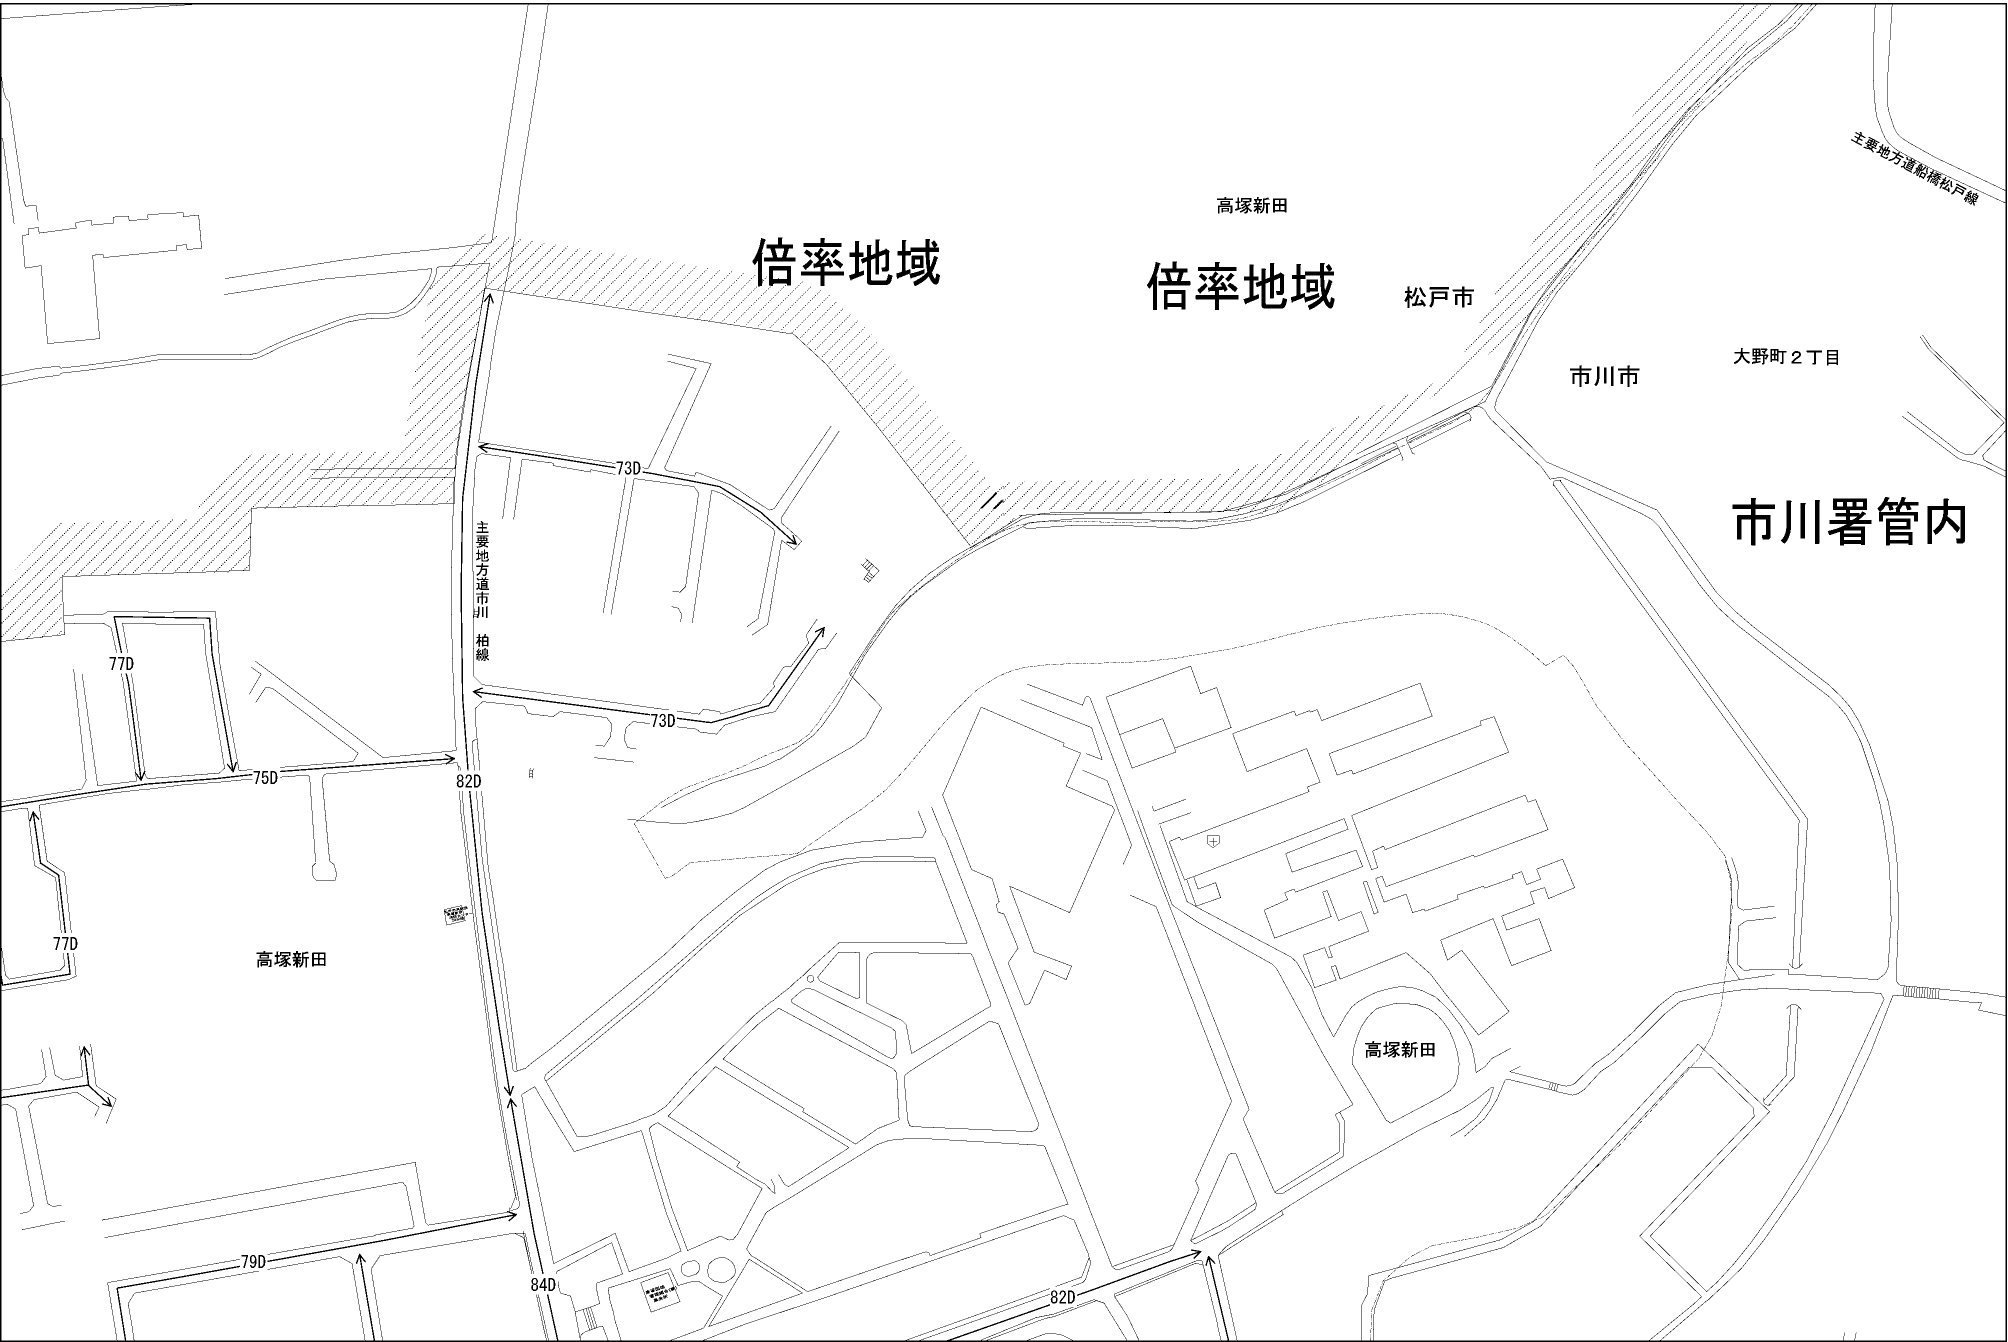 主要地方道船橋松戸線
高塚新田
倍率地域
倍率地域
松戸市
大野町２丁目
市川市
73D
市川署管内
主要地方道市川　柏線
77D
73D
75D
82D
77D
高塚新田
高塚新田
79D
84D
82D